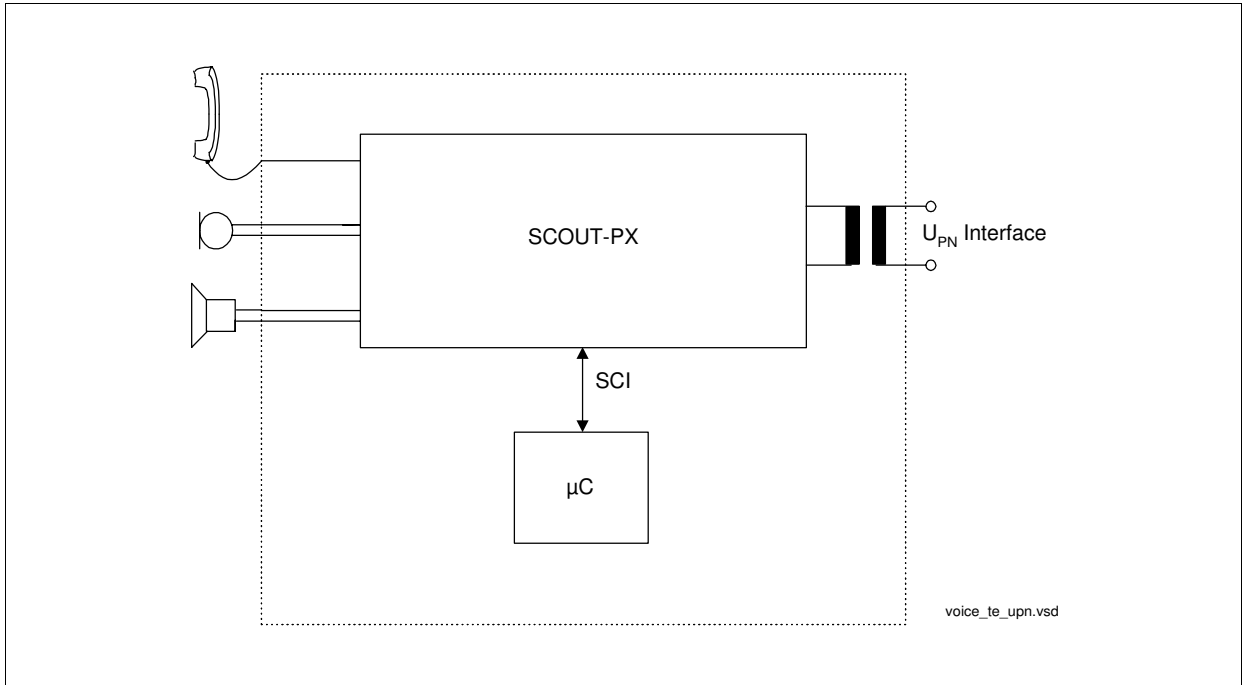 SCOUT-PX
U_PN Interface
SCI
µC
voice_te_upn.vsd